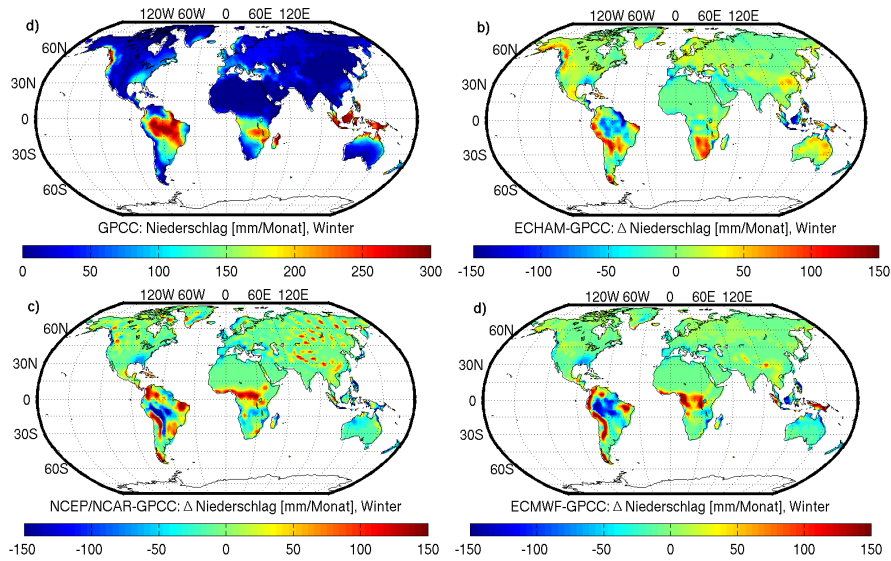 d)
120W 60W 0 60E 120E
60N
30N
0
30S
60S
GPCC: Niederschlag [mm/Monat], Winter
0 50 100 150 200 250 300
b)
120W 60W 0 60E 120E
60N
30N
0
30S
60S
ECHAM-GPCC: Δ Niederschlag [mm/Monat], Winter
-150 -100 -50 0 50 100 150
c)
120W 60W 0 60E 120E
60N
30N
0
30S
60S
NCEP/NCAR-GPCC: Δ Niederschlag [mm/Monat], Winter
-150 -100 -50 0 50 100 150
d)
120W 60W 0 60E 120E
60N
30N
0
30S
60S
ECMWF-GPCC: Δ Niederschlag [mm/Monat], Winter
-150 -100 -50 0 50 100 150